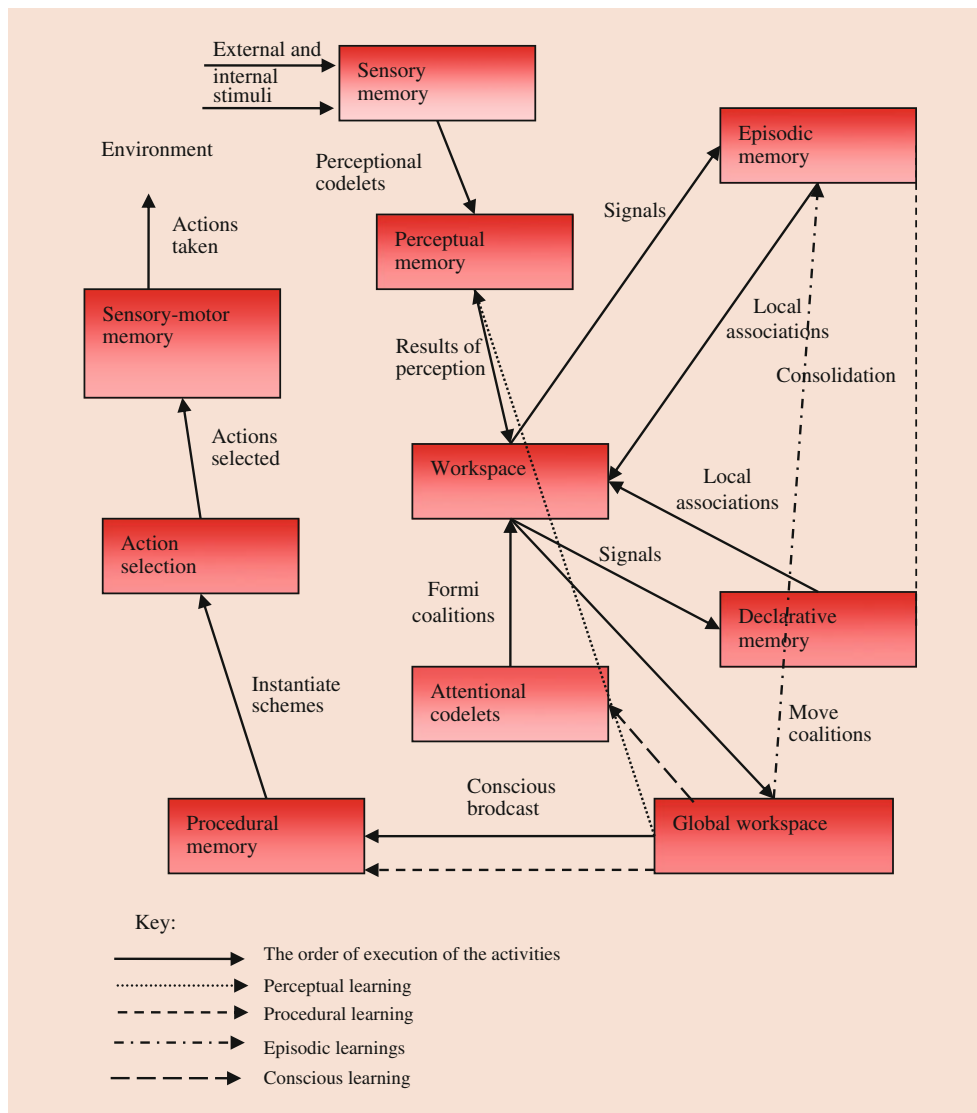 External and
internal
stimuli
Sensory
memory
Environment
Perceptional
codelets
Episodic
memory
Signals
Actions
taken
Perceptual
memory
Sensory-motor
memory
Results of
perception
Local
associations
Consolidation
Actions
selected
Workspace
Local
associations
Action
selection
Signals
Formi
coalitions
Declarative
memory
Instantiate
schemes
Attentional
codelets
Move
coalitions
Conscious
brodcast
Procedural
memory
Global workspace
Key:
The order of execution of the activities
Perceptual learning
Procedural learning
Episodic learnings
Conscious learning